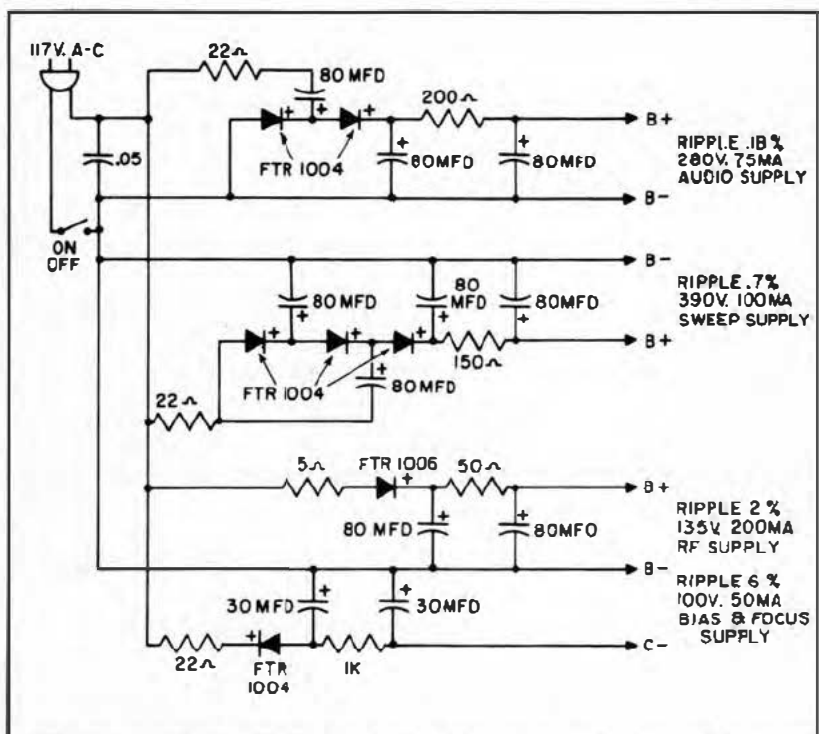 117V. A-C
22Ω
80 MFD
200Ω
.05
FTR 1004
80MFD
80MFD
B+
RIPPLE .1B%
280V. 75MA
AUDIO SUPPLY
B-
ON
OFF
B-
80MFD
80
MFD
80MFD
RIPPLE .7%
390V. 100MA
SWEEP SUPPLY
B+
FTR 1004
80MFD
150Ω
22Ω
5Ω
FTR 1006
50Ω
B+
80 MFD
80MFO
RIPPLE 2%
135V. 200MA
RF SUPPLY
B-
30MFD
30MFD
RIPPLE 6%
100V. 50MA
BIAS & FOCUS
SUPPLY
22Ω
FTR
1004
1K
C-